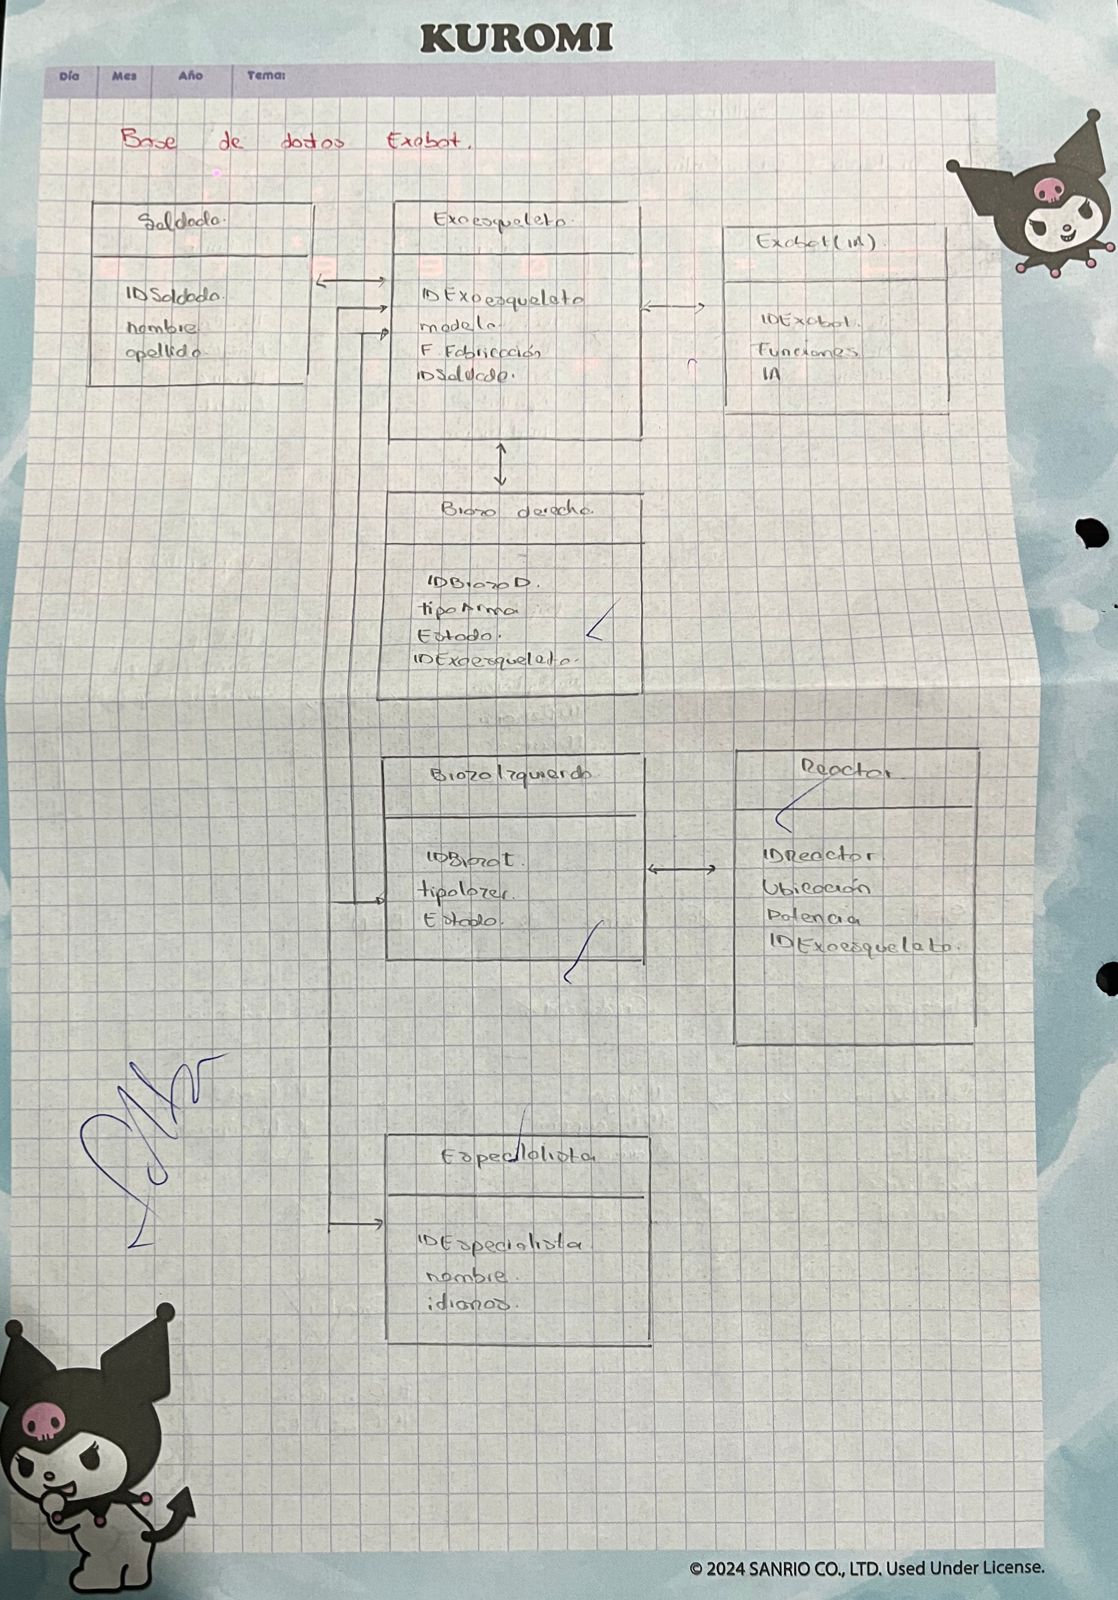 KUROMI
Día Mes Año Tema:
Base de datos Exobot.
Soldado.
IDSoldado.
nombre
apellido
Exoesqueleto.
IDExoesqueleto
modelo
F. Fabricación
IDSoldado.
Exobot(IA)
IDExobot.
Funciones
IA
Brazo derecho.
IDBrazoD.
tipoArma
Estado.
IDExoesqueleto.
BrazoIzquierdo
tipolazer.
Estado.
Reactor
IDReactor
Ubicación
Potencia
IDExoesqueleto.
Especialista
IDEspecialista
nombre.
© 2024 SANRIO CO., LTD. Used Under License.